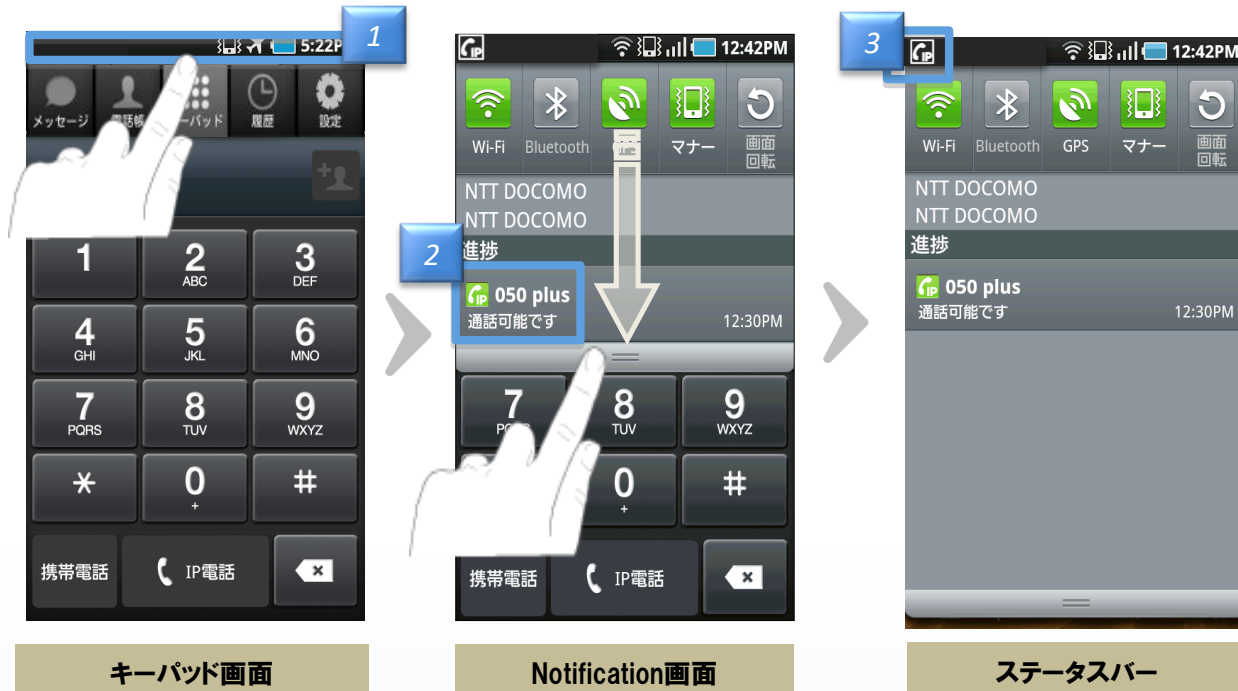 1
5:22P
メッセージ
履歴
設定
1
2
ABC
3
DEF
4
GHI
5
JKL
6
MNO
7
PQRS
8
TUV
9
WXYZ
*
0
+
#
携帯電話
IP電話
キーパッド画面
IP
12:42PM
Wi-Fi
Bluetooth
マナー
画面
回転
NTT DOCOMO
NTT DOCOMO
2
進捗
IP
050 plus
通話可能です
12:30PM
7
8
TUV
9
WXYZ
0
+
#
携帯電話
IP電話
Notification画面
3
IP
12:42PM
Wi-Fi
Bluetooth
GPS
マナー
画面
回転
NTT DOCOMO
NTT DOCOMO
進捗
IP
050 plus
通話可能です
12:30PM
ステータスバー